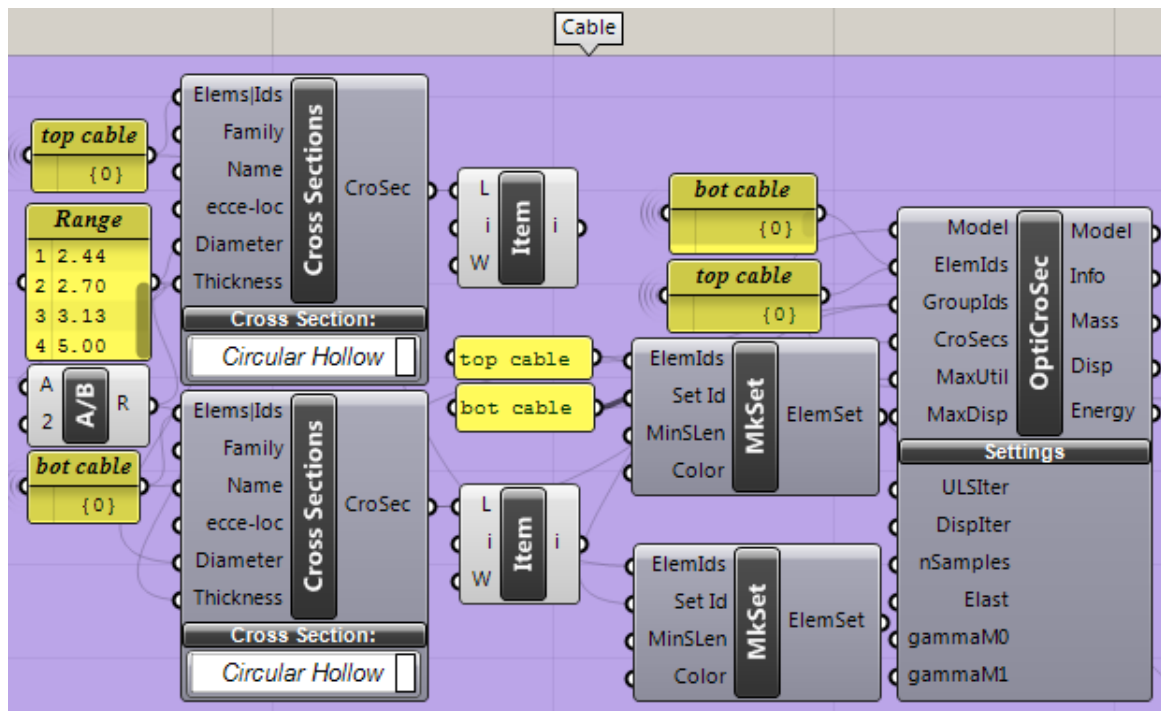 Cable
top cable
{0}
Range
1 2.44
2 2.70
3 3.13
4 5.00
A
2
A/B
R
bot cable
{0}
Elems|Ids
Family
Name
ecce-loc
Diameter
Thickness
Cross Sections
CroSec
Cross Section:
Circular Hollow
Elems|Ids
Family
Name
ecce-loc
Diameter
Thickness
Cross Sections
CroSec
Cross Section:
Circular Hollow
L
i
W
Item
i
L
i
W
Item
i
top cable
bot cable
bot cable
{0}
top cable
{0}
ElemIds
Set Id
MinSLen
Color
MkSet
ElemSet
ElemIds
Set Id
MinSLen
Color
MkSet
ElemSet
Model
ElemIds
GroupIds
CroSecs
MaxUtil
MaxDisp
OptiCroSec
Model
Info
Mass
Disp
Energy
Settings
ULSIter
DispIter
nSamples
Elast
gammaM0
gammaM1